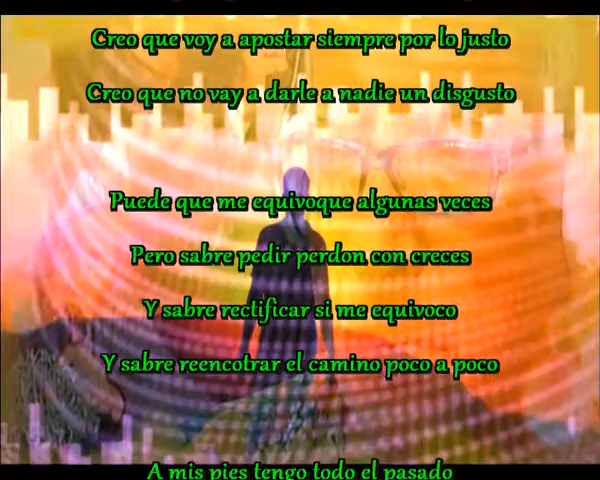 Creo que voy a apostar siempre por lo justo
Creo que no vay a darle a nadie un disgusto
Puede que me equivoque algunas veces
Pero sabre pedir perdon con creces
Y sabre rectificar si me equivoco
Y sabre reencotrar el camino poco a poco
A mis pies tengo todo el pasado